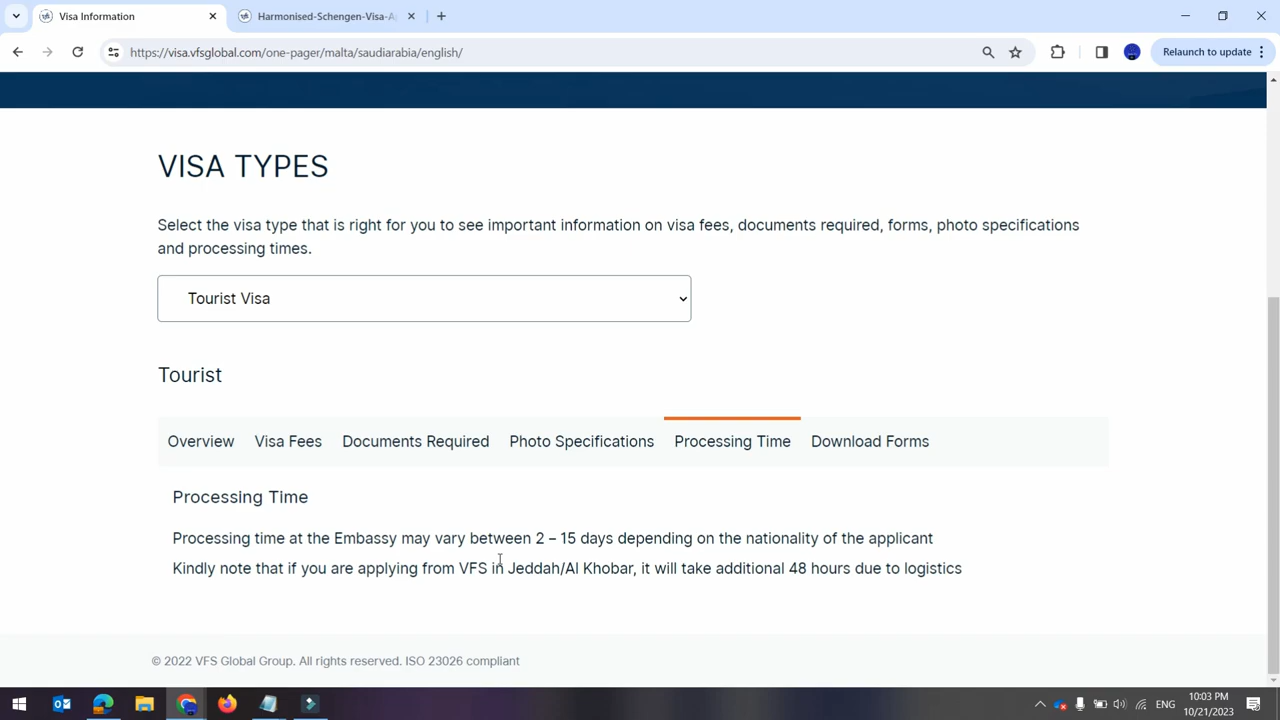 Visa Information
Harmonised-Schengen-Visa-A
https://visa.vfsglobal.com/one-pager/malta/saudiarabia/english/
Relaunch to update
VISA TYPES
Select the visa type that is right for you to see important information on visa fees, documents required, forms, photo specifications
and processing times.
Tourist Visa
Tourist
Overview
Visa Fees
Documents Required
Photo Specifications
Processing Time
Download Forms
Processing Time
Processing time at the Embassy may vary between 2 – 15 days depending on the nationality of the applicant
Kindly note that if you are applying from VFS in Jeddah/Al Khobar, it will take additional 48 hours due to logistics
© 2022 VFS Global Group. All rights reserved. ISO 23026 compliant
ENG
10:03 PM
10/21/2023